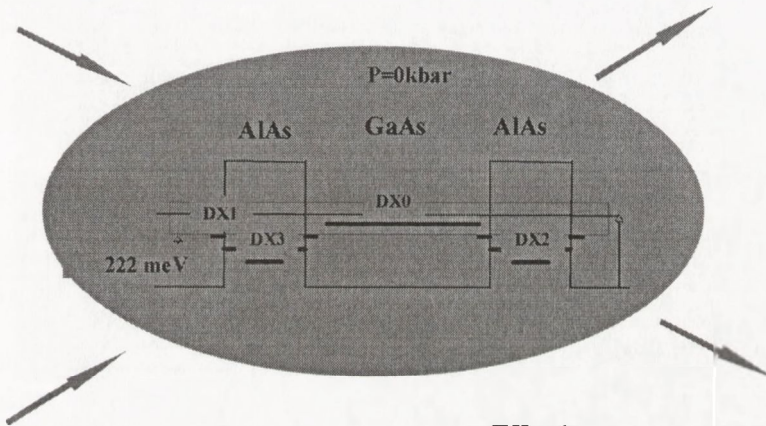 P=0kbar
AlAs GaAs AlAs
DX1 DX0
DX3 DX2
222 meV